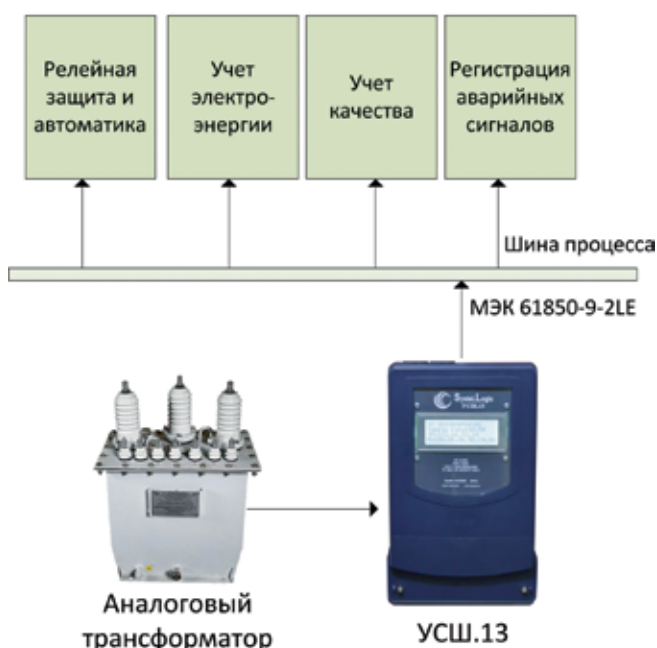 Релейная
защита и
автоматика
Учет
электро-
энергии
Учет
качества
Регистрация
аварийных
сигналов
Шина процесса
МЭК 61850-9-2LE
Аналоговый
трансформатор
УСШ.13